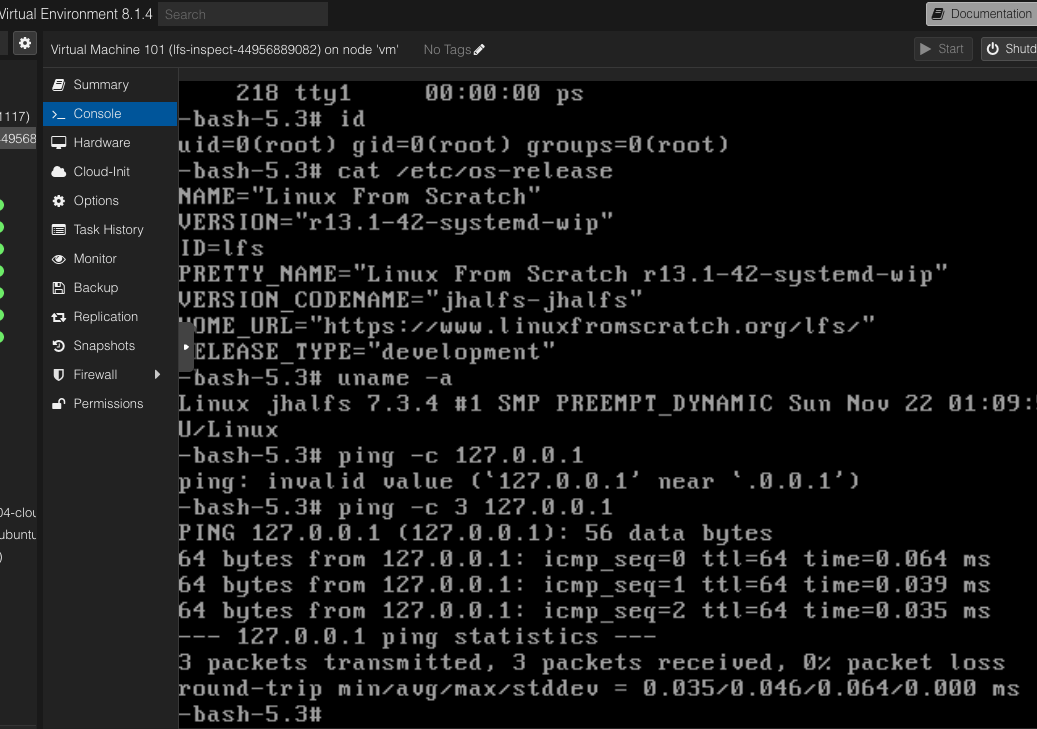 Virtual Environment 8.1.4
Search
Documentation
Virtual Machine 101 (lfs-inspect-44956889082) on node 'vm'
No Tags
Start
Shutd
1117)
49568
04-clou
ubuntu
)
Summary
Console
Hardware
Cloud-Init
Options
Task History
Monitor
Backup
Replication
Snapshots
Firewall
Permissions
218 tty1 00:00:00 ps
-bash-5.3# id
uid=0(root) gid=0(root) groups=0(root)
-bash-5.3# cat /etc/os-release
NAME="Linux From Scratch"
VERSION="r13.1-42-systemd-wip"
ID=lfs
PRETTY_NAME="Linux From Scratch r13.1-42-systemd-wip"
VERSION_CODENAME="jhalfs-jhalfs"
HOME_URL="https://www.linuxfromscratch.org/lfs/"
RELEASE_TYPE="development"
-bash-5.3# uname -a
Linux jhalfs 7.3.4 #1 SMP PREEMPT_DYNAMIC Sun Nov 22 01:09:
U/Linux
-bash-5.3# ping -c 127.0.0.1
ping: invalid value (`127.0.0.1' near `.0.0.1')
-bash-5.3# ping -c 3 127.0.0.1
PING 127.0.0.1 (127.0.0.1): 56 data bytes
64 bytes from 127.0.0.1: icmp_seq=0 ttl=64 time=0.064 ms
64 bytes from 127.0.0.1: icmp_seq=1 ttl=64 time=0.039 ms
64 bytes from 127.0.0.1: icmp_seq=2 ttl=64 time=0.035 ms
--- 127.0.0.1 ping statistics ---
3 packets transmitted, 3 packets received, 0% packet loss
round-trip min/avg/max/stddev = 0.035/0.046/0.064/0.000 ms
-bash-5.3#